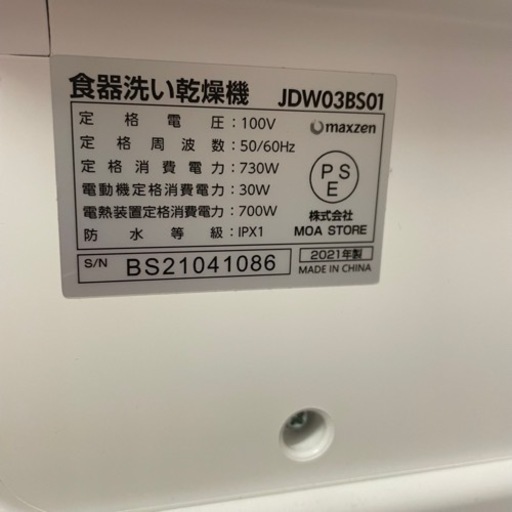 食器洗い乾燥機 JDW03BS01
定格電圧:100V
定格周波数:50/60Hz
定格消費電力:730W
電動機定格消費電力:30W
電熱装置定格消費電力:700W
防水等級:IPX1
maxzen
PS
E
株式会社
MOA STORE
S/N BS21041086
2021年製
MADE IN CHINA